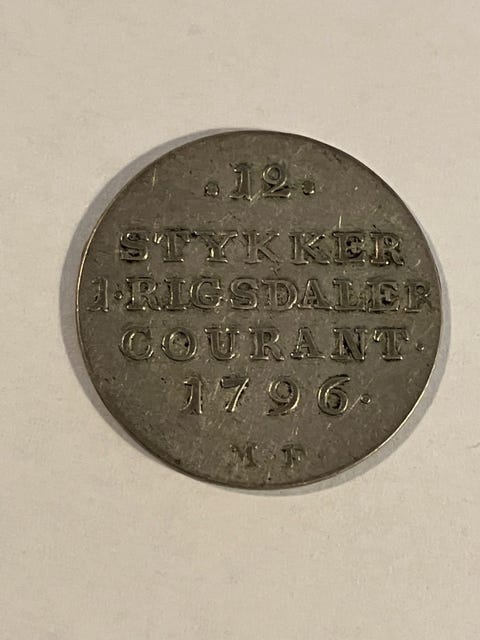 .12.
STYKKER
1·RIGSDALER
COURANT·
1796.
M·F·